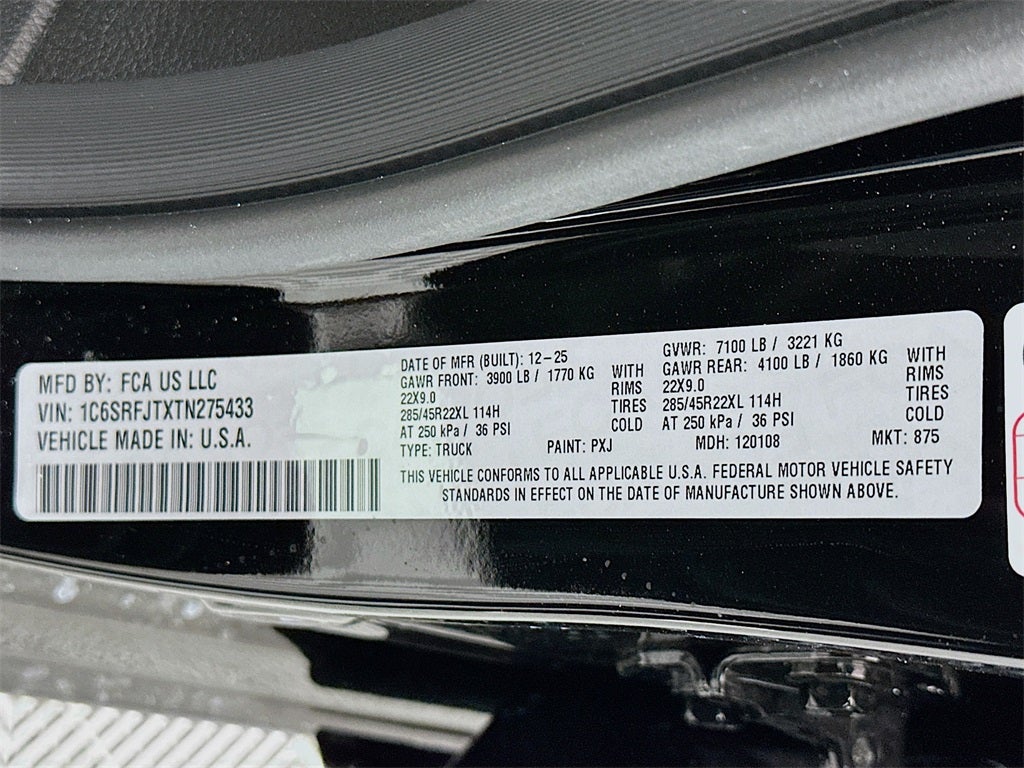 MFD BY: FCA US LLC
VIN: 1C6SRFJTXTN275433
VEHICLE MADE IN: U.S.A.
DATE OF MFR (BUILT): 12-25
GAWR FRONT: 3900 LB / 1770 KG
22X9.0
285/45R22XL 114H
AT 250 kPa / 36 PSI
WITH
RIMS
TIRES
COLD
GVWR: 7100 LB / 3221 KG
GAWR REAR: 4100 LB / 1860 KG
22X9.0
285/45R22XL 114H
AT 250 kPa / 36 PSI
WITH
RIMS
TIRES
COLD
TYPE: TRUCK PAINT: PXJ MDH: 120108 MKT: 875
THIS VEHICLE CONFORMS TO ALL APPLICABLE U.S.A. FEDERAL MOTOR VEHICLE SAFETY
STANDARDS IN EFFECT ON THE DATE OF MANUFACTURE SHOWN ABOVE.